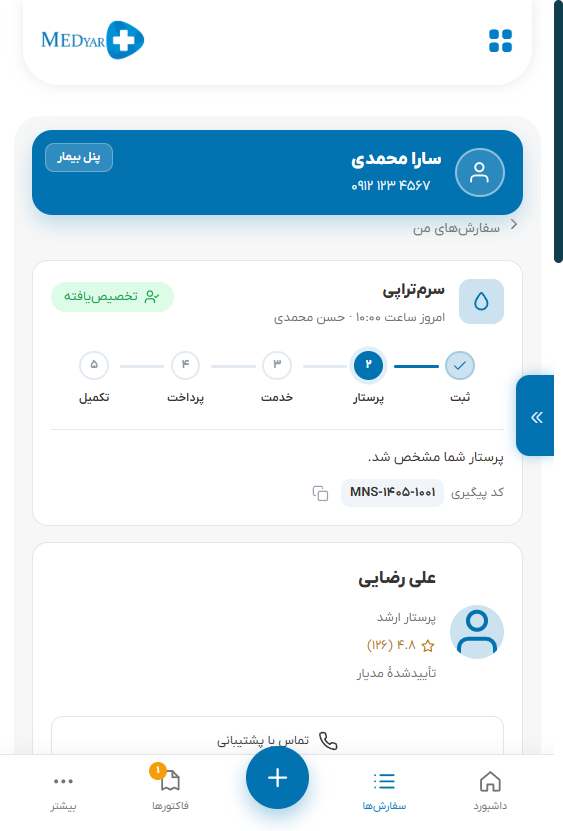 MEDYAR
سارا محمدی
پنل بیمار
۰۹۱۲ ۱۲۳ ۴۵۶۷
سفارش‌های من
سرم‌تراپی
تخصیص‌یافته
امروز ساعت ۱۰:۰۰ · حسن محمدی
۲ ۳ ۴ ۵
ثبت پرستار خدمت پرداخت تکمیل
پرستار شما مشخص شد.
کد پیگیری MNS-۱۴۰۵-۱۰۰۱
علی رضایی
پرستار ارشد
۴.۸ (۱۲۶)
تأییدشدهٔ مدیار
تماس با پشتیبانی
۱
داشبورد سفارش‌ها فاکتورها بیشتر